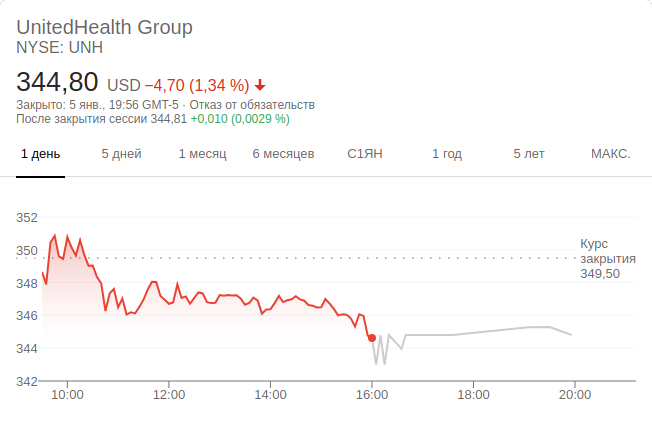 UnitedHealth Group
NYSE: UNH
344,80 USD −4,70 (1,34 %)
Закрыто: 5 янв., 19:56 GMT-5 · Отказ от обязательств
После закрытия сессии 344,81 +0,010 (0,0029 %)
1 день 5 дней 1 месяц 6 месяцев С1ЯН 1 год 5 лет МАКС.
352
350
348
346
344
342
Курс
закрытия
349,50
10:00 12:00 14:00 16:00 18:00 20:00